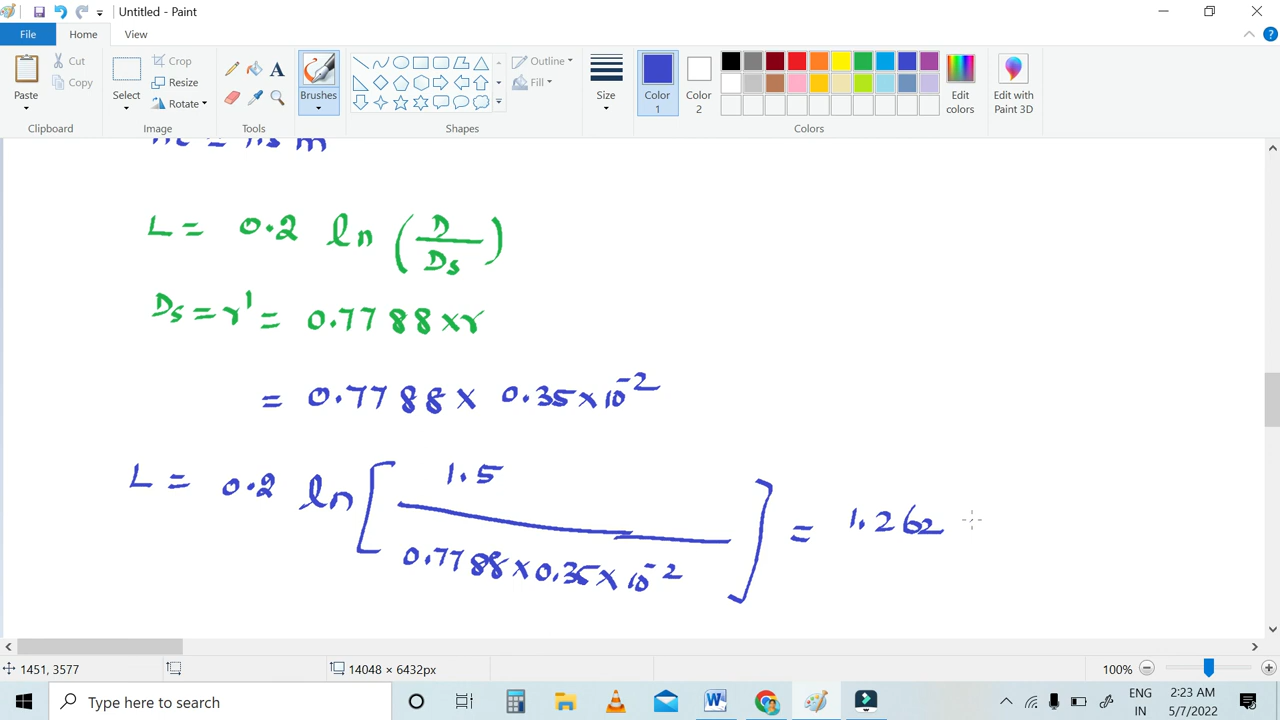 Untitled - Paint
File Home View
Paste
Cut
Copy
Clipboard
Select
Crop
Resize
Rotate
Image
Tools
Brushes
Outline
Fill
Shapes
Size
Color 1
Color 2
Edit colors
Colors
Edit with Paint 3D
L = 0.2 ln (D/Ds)
Ds = r' = 0.7788 × r
= 0.7788 × 0.35 × 10^-2
L = 0.2 ln [1.5 / 0.7788 × 0.35 × 10^-2] = 1.262
1451, 3577
14048 × 6432px
100%
Type here to search
ENG
IN
2:23 AM
5/7/2022